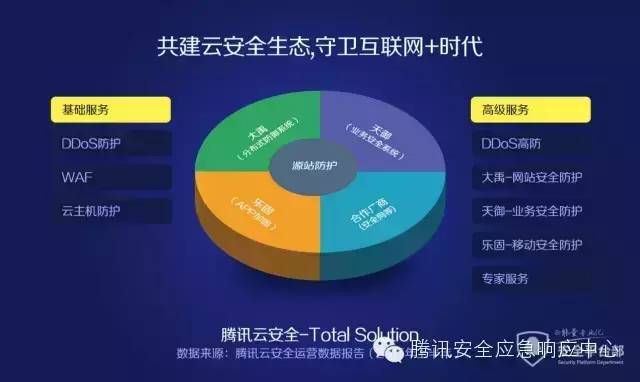 共建云安全生态,守卫互联网+时代
基础服务
DDoS防护
WAF
云主机防护
大禹
(分布式防御系统)
天御
(业务安全系统)
源站防护
乐固
(APP加固)
合作厂商
(安全狗等)
高级服务
DDoS高防
大禹-网站安全防护
天御-业务安全防护
乐固-移动安全防护
专家服务
腾讯云安全-Total Solution
数据来源：腾讯云安全运营数据报告
腾讯安全应急响应中心
Security Platform Department